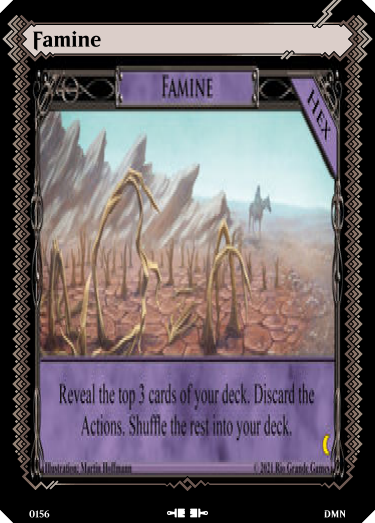 Famine
FAMINE
HEX
Reveal the top 3 cards of your deck. Discard the
Actions. Shuffle the rest into your deck.
Illustration: Martin Hoffmann © 2021 Rio Grande Games
0156 DMN